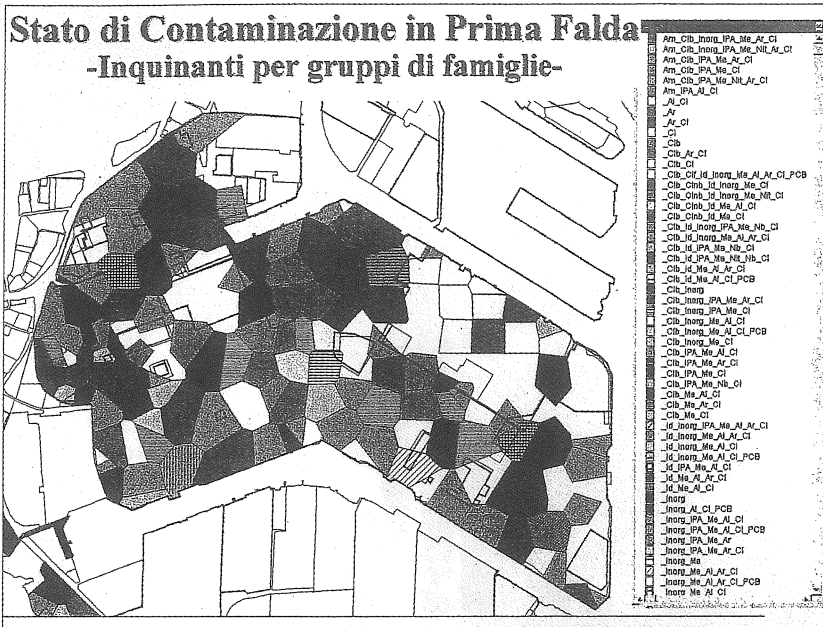 Stato di Contaminazione in Prima Falda
-Inquinanti per gruppi di famiglie-
Am_Clb_Inorg_IPA_Me_Ar_Cl
Am_Clb_Inorg_IPA_Me_Nit_Ar_Cl
Am_Clb_IPA_Me_Ar_Cl
Am_Clb_IPA_Me_Cl
Am_Clb_IPA_Me_Nit_Ar_Cl
Am_IPA_Al_Cl
_Al_Cl
_Ar
_Ar_Cl
_Cl
_Clb
_Clb_Ar_Cl
_Clb_Cl
_Clb_Clf_Id_Inorg_Me_Al_Ar_Cl_PCB
_Clb_Clnb_Id_Inorg_Me_Cl
_Clb_Clnb_Id_Inorg_Me_Nit_Cl
_Clb_Clnb_Id_Me_Al_Cl
_Clb_Clnb_Id_Me_Cl
_Clb_Id_Inorg_IPA_Me_Nb_Cl
_Clb_Id_Inorg_Me_Al_Ar_Cl
_Clb_Id_IPA_Me_Nb_Cl
_Clb_Id_IPA_Me_Nit_Nb_Cl
_Clb_Id_Me_Al_Ar_Cl
_Clb_Id_Me_Al_Cl_PCB
_Clb_Inorg
_Clb_Inorg_IPA_Me_Ar_Cl
_Clb_Inorg_IPA_Me_Cl
_Clb_Inorg_Me_Al_Cl
_Clb_Inorg_Me_Al_Cl_PCB
_Clb_Inorg_Me_Cl
_Clb_IPA_Me_Al_Cl
_Clb_IPA_Me_Ar_Cl
_Clb_IPA_Me_Cl
_Clb_IPA_Me_Nb_Cl
_Clb_Me_Al_Cl
_Clb_Me_Ar_Cl
_Clb_Me_Cl
_Id_Inorg_IPA_Me_Al_Ar_Cl
_Id_Inorg_Me_Al_Ar_Cl
_Id_Inorg_Me_Al_Cl
_Id_Inorg_Me_Al_Cl_PCB
_Id_IPA_Me_Al_Cl
_Id_Me_Al_Ar_Cl
_Id_Me_Al_Cl
_Inorg
_Inorg_Al_Cl_PCB
_Inorg_IPA_Me_Al_Cl
_Inorg_IPA_Me_Al_Cl_PCB
_Inorg_IPA_Me_Ar
_Inorg_IPA_Me_Ar_Cl
_Inorg_Me
_Inorg_Me_Al_Ar_Cl
_Inorg_Me_Al_Ar_Cl_PCB
_Inorg_Me_Al_Cl